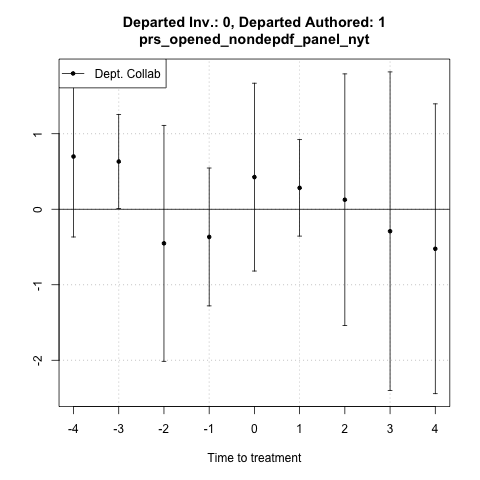 Departed Inv.: 0, Departed Authored: 1
prs_opened_nondepdf_panel_nyt
Dept. Collab
1
0
-1
-2
-4 -3 -2 -1 0 1 2 3 4
Time to treatment